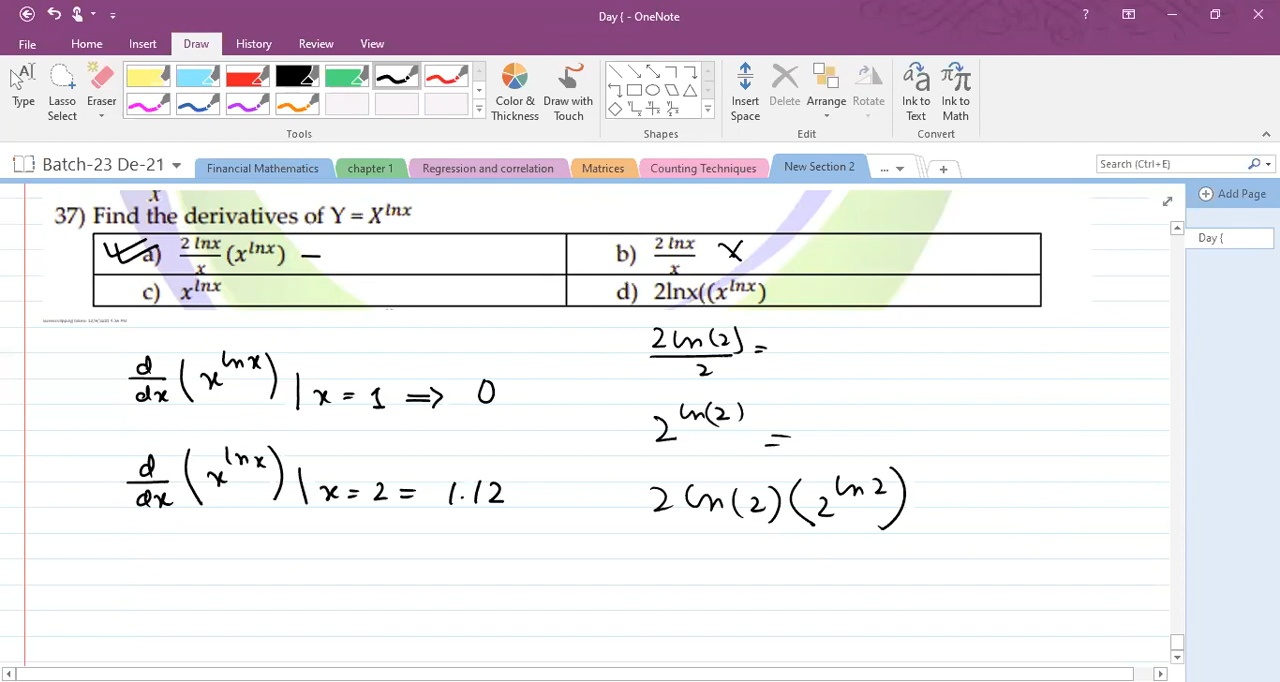 Day { - OneNote
?
File Home Insert Draw History Review View
Type
Lasso Select
Eraser
Color & Thickness
Draw with Touch
Insert Space
Delete
Arrange
Rotate
Ink to Text
Ink to Math
Tools Shapes Edit Convert
Batch-23 De-21 Financial Mathematics chapter 1 Regression and correlation Matrices Counting Techniques New Section 2 ... +
Search (Ctrl+E)
Add Page
Day {
x
37) Find the derivatives of Y = X^lnx
a) 2 lnx/x (x^lnx) –
b) 2 lnx/x ×
c) x^lnx
d) 2lnx((x^lnx)
d/dx (x^ln x) | x = 1 ⇒ 0
d/dx (x^ln x) | x = 2 = 1.12
2 ln(2)/2 =
2^ln(2) =
2 ln(2) (2^ln 2)